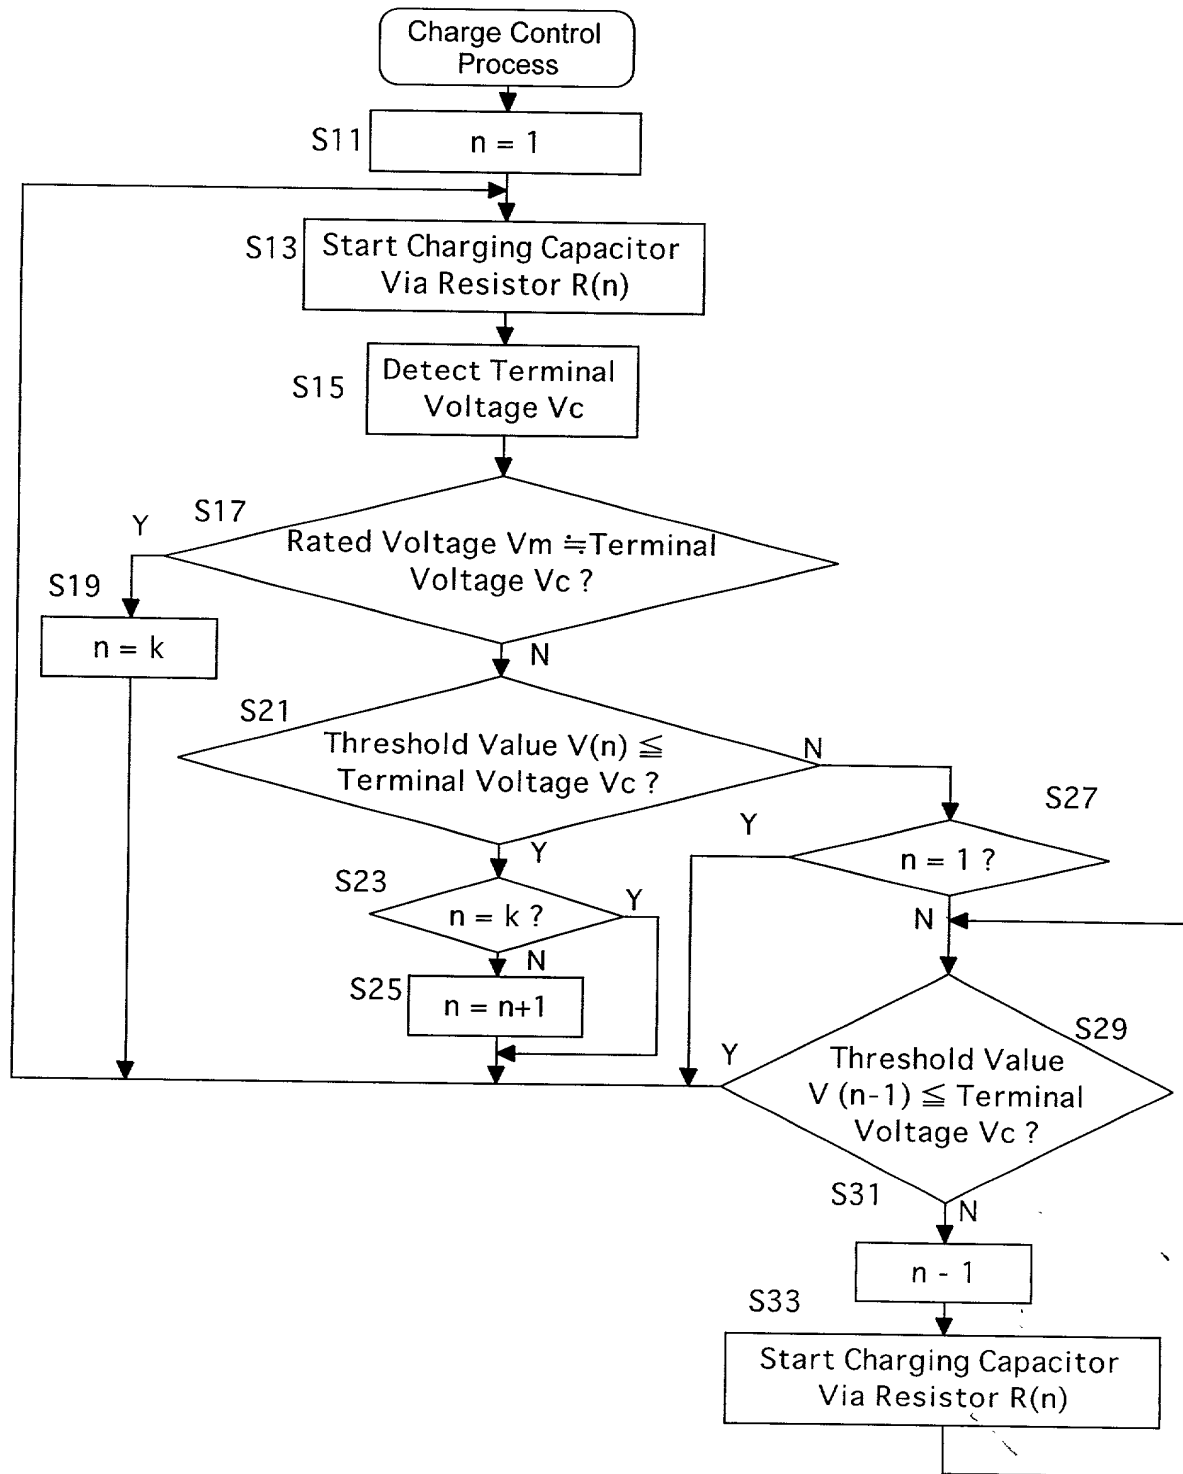 Charge Control
Process
S11
n = 1
S13
Start Charging Capacitor
Via Resistor R(n)
S15
Detect Terminal
Voltage Vc
S17
Y
Rated Voltage Vm ≒Terminal
Voltage Vc ?
S19
n = k
N
S21
Threshold Value V(n) ≦
Terminal Voltage Vc ?
N
S27
Y
n = 1 ?
Y
S23
n = k ?
Y
N
N
S25
n = n+1
S29
Y
Threshold Value
V (n-1) ≦ Terminal
Voltage Vc ?
S31
N
n - 1
S33
Start Charging Capacitor
Via Resistor R(n)